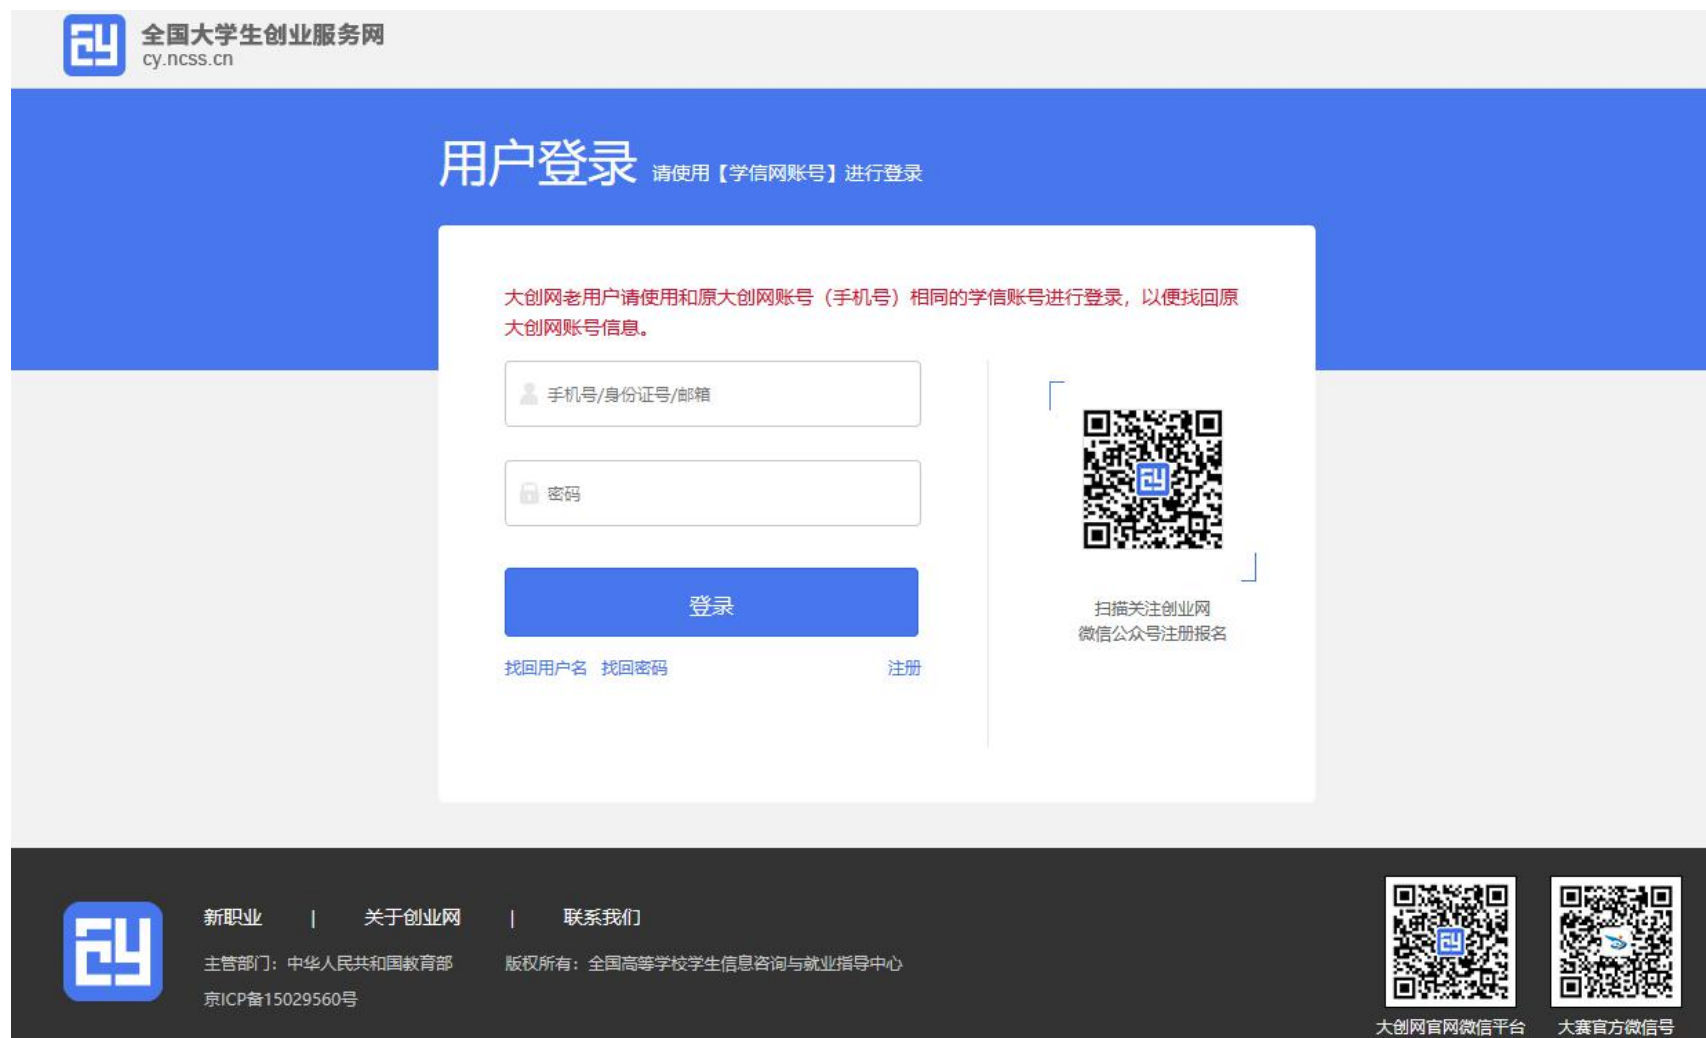 全国大学生创业服务网
cy.ncss.cn
用户登录 请使用【学信网账号】进行登录
大创网老用户请使用和原大创网账号（手机号）相同的学信账号进行登录，以便找回原
大创网账号信息。
手机号/身份证号/邮箱
密码
登录
找回用户名 找回密码 注册
扫描关注创业网
微信公众号注册报名
新职业 | 关于创业网 | 联系我们
主管部门：中华人民共和国教育部 版权所有：全国高等学校学生信息咨询与就业指导中心
京ICP备15029560号
大创网官网微信平台 大赛官方微信号